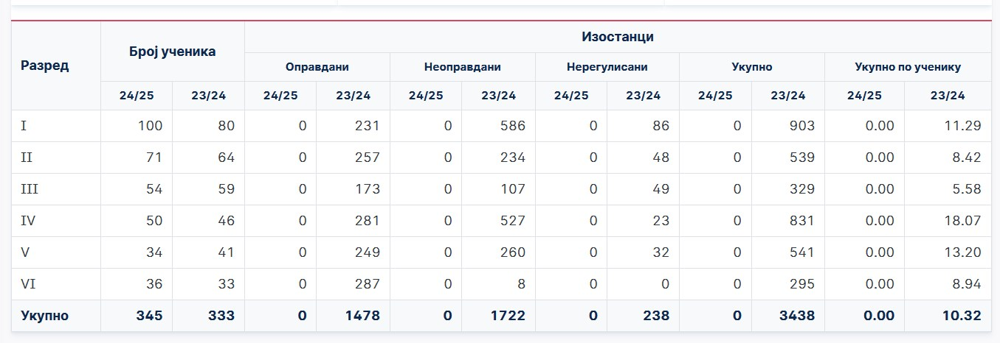 Разред Број ученика Изостанци
Оправдани Неоправдани Нерегулисани Укупно Укупно по ученику
24/25 23/24 24/25 23/24 24/25 23/24 24/25 23/24 24/25 23/24 24/25 23/24
I 100 80 0 231 0 586 0 86 0 903 0.00 11.29
II 71 64 0 257 0 234 0 48 0 539 0.00 8.42
III 54 59 0 173 0 107 0 49 0 329 0.00 5.58
IV 50 46 0 281 0 527 0 23 0 831 0.00 18.07
V 34 41 0 249 0 260 0 32 0 541 0.00 13.20
VI 36 33 0 287 0 8 0 0 0 295 0.00 8.94
Укупно 345 333 0 1478 0 1722 0 238 0 3438 0.00 10.32